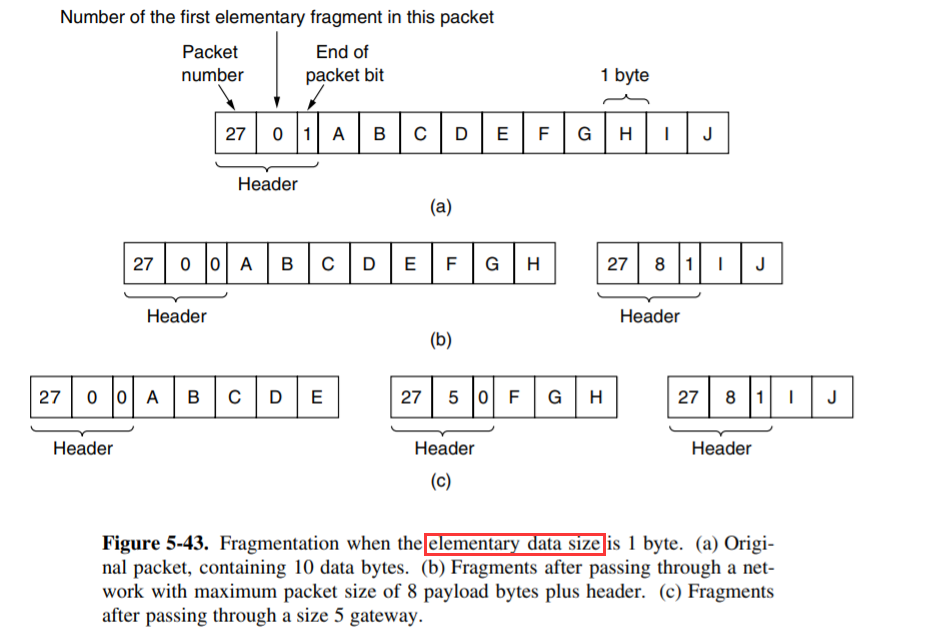 Number of the first elementary fragment in this packet
Packet number
End of packet bit
1 byte
27 0 1 A B C D E F G H I J
Header
(a)
27 0 0 A B C D E F G H 27 8 1 I J
Header Header
(b)
27 0 0 A B C D E 27 5 0 F G H 27 8 1 I J
Header Header Header
(c)
Figure 5-43. Fragmentation when the elementary data size is 1 byte. (a) Origi-
nal packet, containing 10 data bytes. (b) Fragments after passing through a net-
work with maximum packet size of 8 payload bytes plus header. (c) Fragments
after passing through a size 5 gateway.